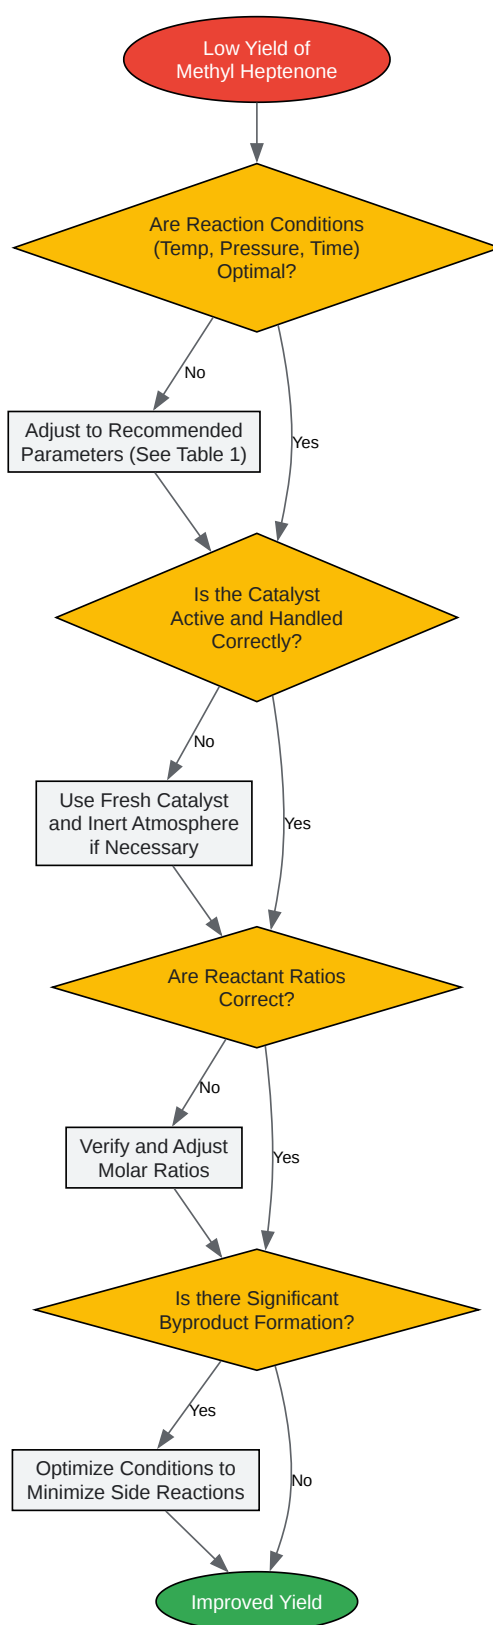 Low Yield of
Methyl Heptenone
Are Reaction Conditions
(Temp, Pressure, Time)
Optimal?
No
Yes
Adjust to Recommended
Parameters (See Table 1)
Is the Catalyst
Active and Handled
Correctly?
No
Yes
Use Fresh Catalyst
and Inert Atmosphere
if Necessary
Are Reactant Ratios
Correct?
No
Yes
Verify and Adjust
Molar Ratios
Is there Significant
Byproduct Formation?
Yes
No
Optimize Conditions to
Minimize Side Reactions
Improved Yield